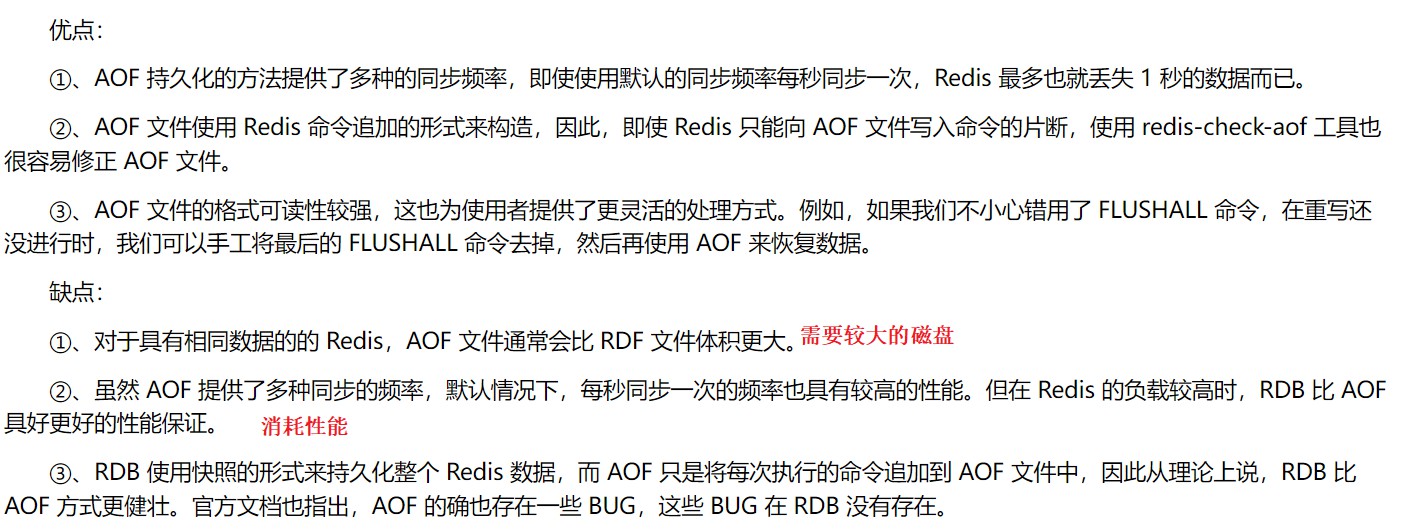 优点：
①、AOF 持久化的方法提供了多种的同步频率，即使使用默认的同步频率每秒同步一次，Redis 最多也就丢失 1 秒的数据而已。
②、AOF 文件使用 Redis 命令追加的形式来构造，因此，即使 Redis 只能向 AOF 文件写入命令的片断，使用 redis-check-aof 工具也
很容易修正 AOF 文件。
③、AOF 文件的格式可读性较强，这也为使用者提供了更灵活的处理方式。例如，如果我们不小心错用了 FLUSHALL 命令，在重写还
没进行时，我们可以手工将最后的 FLUSHALL 命令去掉，然后再使用 AOF 来恢复数据。
缺点：
①、对于具有相同数据的的 Redis，AOF 文件通常会比 RDF 文件体积更大。需要较大的磁盘
②、虽然 AOF 提供了多种同步的频率，默认情况下，每秒同步一次的频率也具有较高的性能。但在 Redis 的负载较高时，RDB 比 AOF
具好更好的性能保证。 消耗性能
③、RDB 使用快照的形式来持久化整个 Redis 数据，而 AOF 只是将每次执行的命令追加到 AOF 文件中，因此从理论上说，RDB 比
AOF 方式更健壮。官方文档也指出，AOF 的确也存在一些 BUG，这些 BUG 在 RDB 没有存在。